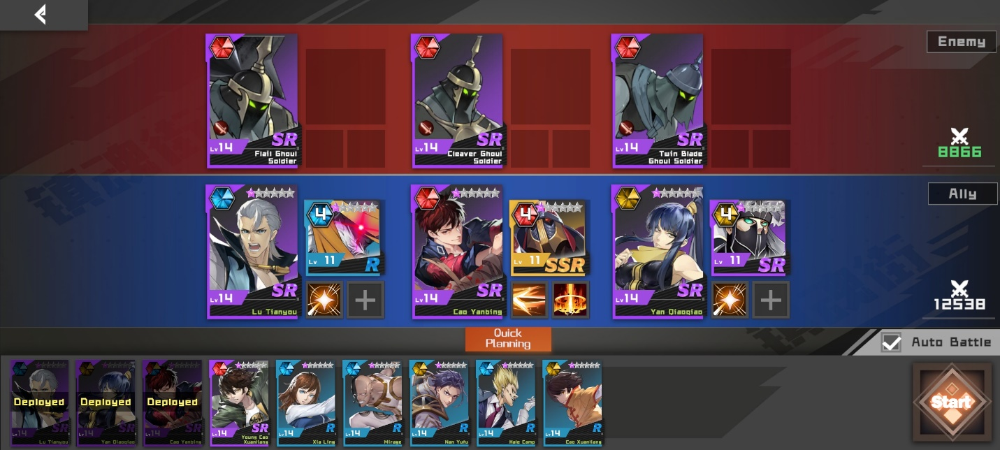 Enemy
SR
Lv14
Flail Ghoul
Soldier
SR
Lv14
Cleaver Ghoul
Soldier
SR
Lv14
Twin Blade
Ghoul Soldier
8866
Ally
4
Lv 11
R
SR
Lv14
Lu Tianyou
4
Lv 11
SSR
SR
Lv14
Cao Yanbing
4
Lv 11
SR
SR
Lv14
Yan Qiaoqiao
12538
Quick
Planning
Auto Battle
Deployed
SR
Lv14
Lu Tianyou
Deployed
SR
Lv14
Yan Qiaoqiao
Deployed
SR
Lv14
Cao Yanbing
SR
Lv14
Young Cao
Xuanliang
R
Lv14
Xia Ling
R
Lv14
Mirage
R
Lv14
Nan Yufu
R
Lv14
Hale Camp
R
Lv14
Cao Xuanliang
Start